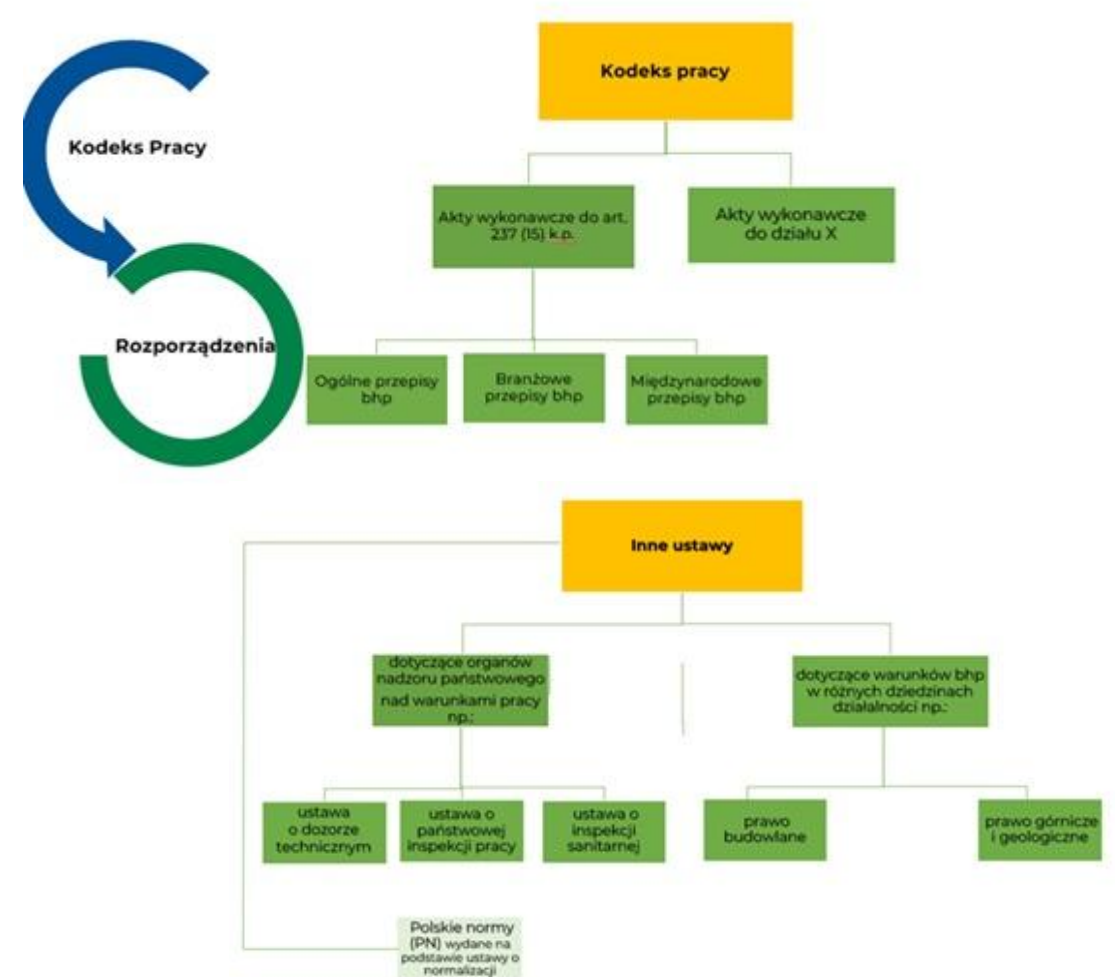 Kodeks Pracy
Rozporządzenia
Kodeks pracy
Akty wykonawcze do art.
237 (15) k.p.
Akty wykonawcze
do działu X
Ogólne przepisy
bhp
Branżowe
przepisy bhp
Międzynarodowe
przepisy bhp
Inne ustawy
dotyczące organów
nadzoru państwowego
nad warunkami pracy
np.:
dotyczące warunków bhp
w różnych dziedzinach
działalności np.:
ustawa
o dozorze
technicznym
ustawa o
państwowej
inspekcji pracy
ustawa o
inspekcji
sanitarnej
prawo
budowlane
prawo górnicze
i geologiczne
Polskie normy
(PN) wydane na
podstawie ustawy o
normalizacji